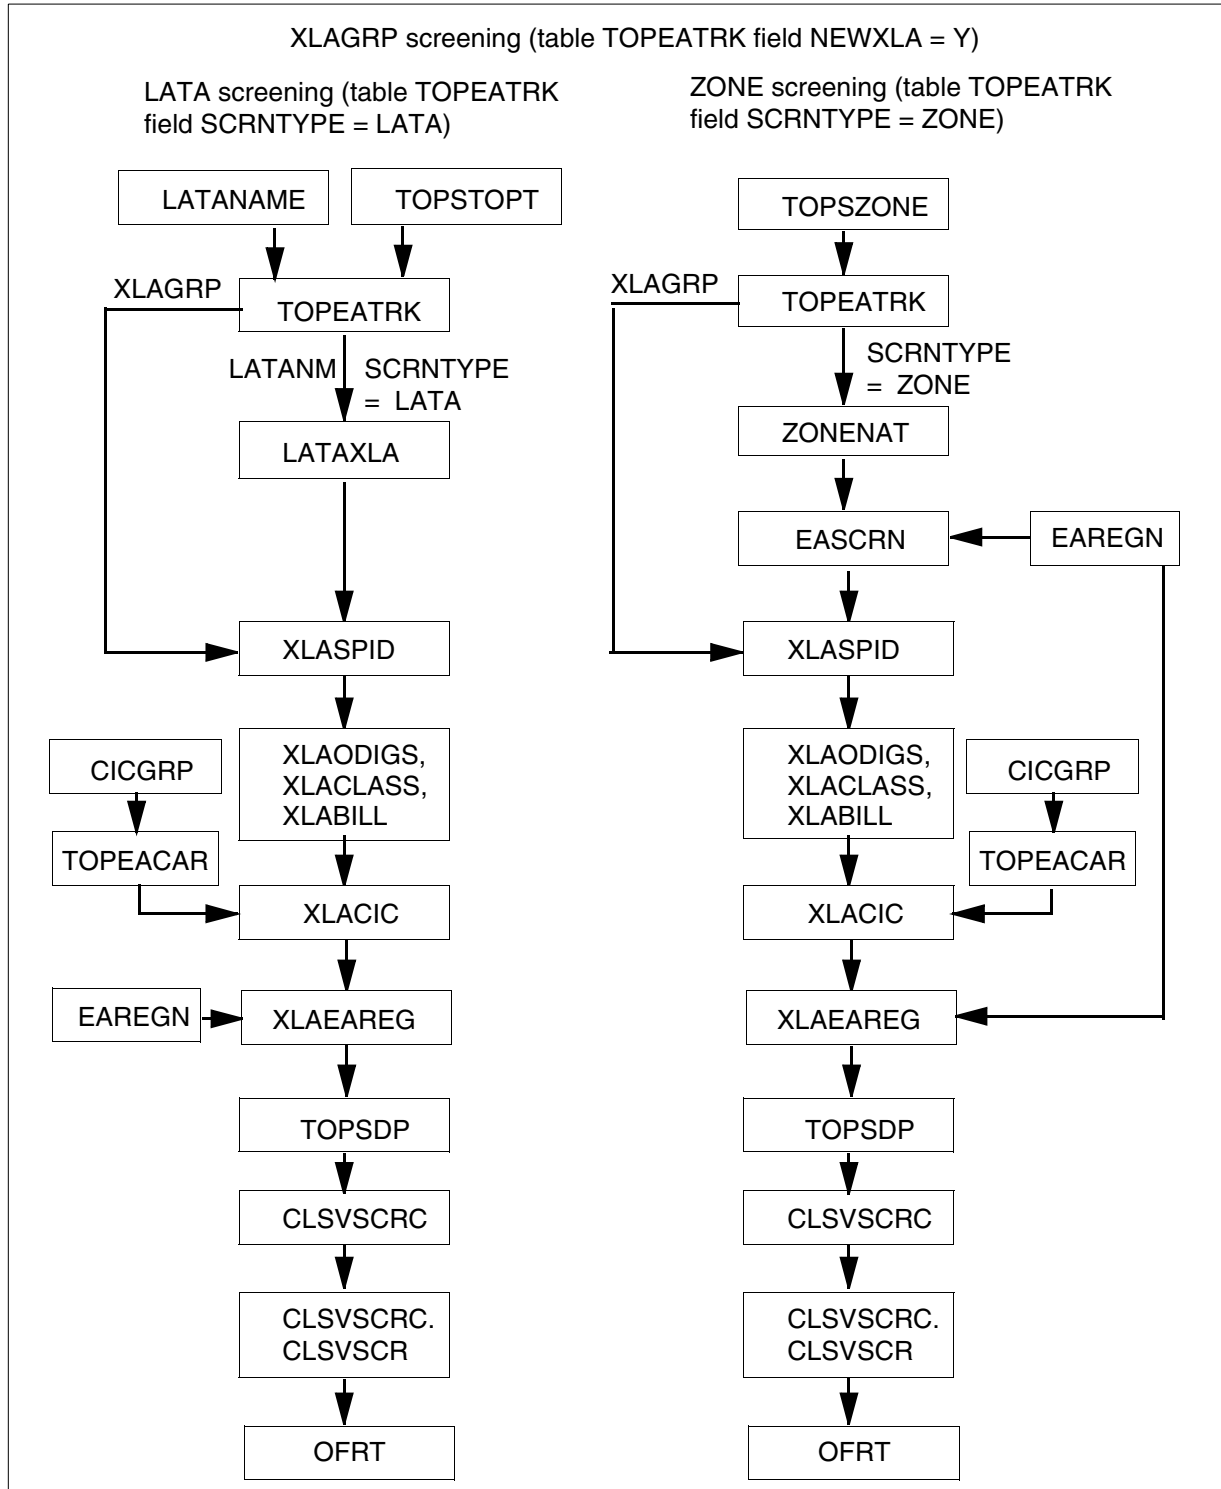 XLAGRP screening (table TOPEATRK field NEWXLA = Y)
LATA screening (table TOPEATRK
field SCRNTYPE = LATA)
LATANAME
TOPSTOPT
XLAGRP
TOPEATRK
LATANM
SCRNTYPE
= LATA
LATAXLA
XLASPID
CICGRP
XLAODIGS,
XLACLASS,
XLABILL
TOPEACAR
XLACIC
EAREGN
XLAEAREG
TOPSDP
CLSVSCRC
CLSVSCRC.
CLSVSCR
OFRT
ZONE screening (table TOPEATRK
field SCRNTYPE = ZONE)
TOPSZONE
XLAGRP
TOPEATRK
SCRNTYPE
= ZONE
ZONENAT
EASCRN
EAREGN
XLASPID
XLAODIGS,
XLACLASS,
XLABILL
CICGRP
TOPEACAR
XLACIC
XLAEAREG
TOPSDP
CLSVSCRC
CLSVSCRC.
CLSVSCR
OFRT